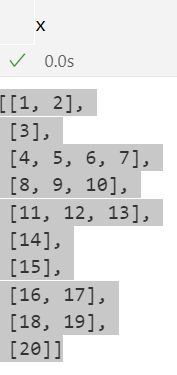 x
0.0s
[[1, 2],
[3],
[4, 5, 6, 7],
[8, 9, 10],
[11, 12, 13],
[14],
[15],
[16, 17],
[18, 19],
[20]]